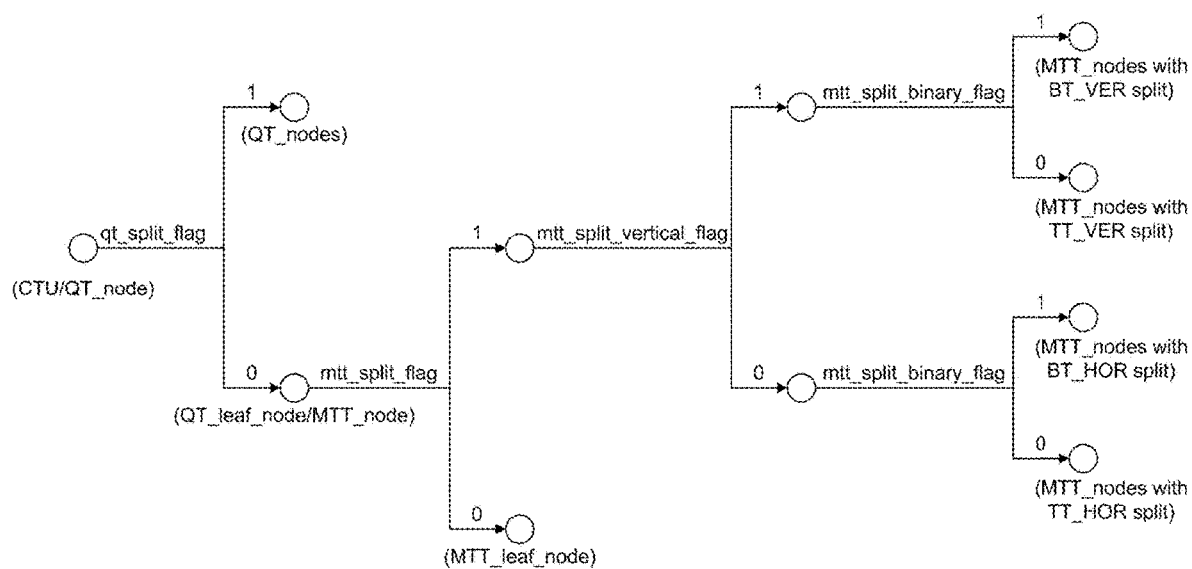 1
(MTT_nodes with
BT_VER split)
1
mtt_split_binary_flag
1
(QT_nodes)
0
(MTT_nodes with
TT_VER split)
qt_split_flag
1
mtt_split_vertical_flag
(CTU/QT_node)
1
(MTT_nodes with
BT_HOR split)
0
mtt_split_flag
0
mtt_split_binary_flag
(QT_leaf_node/MTT_node)
0
(MTT_nodes with
TT_HOR split)
0
(MTT_leaf_node)